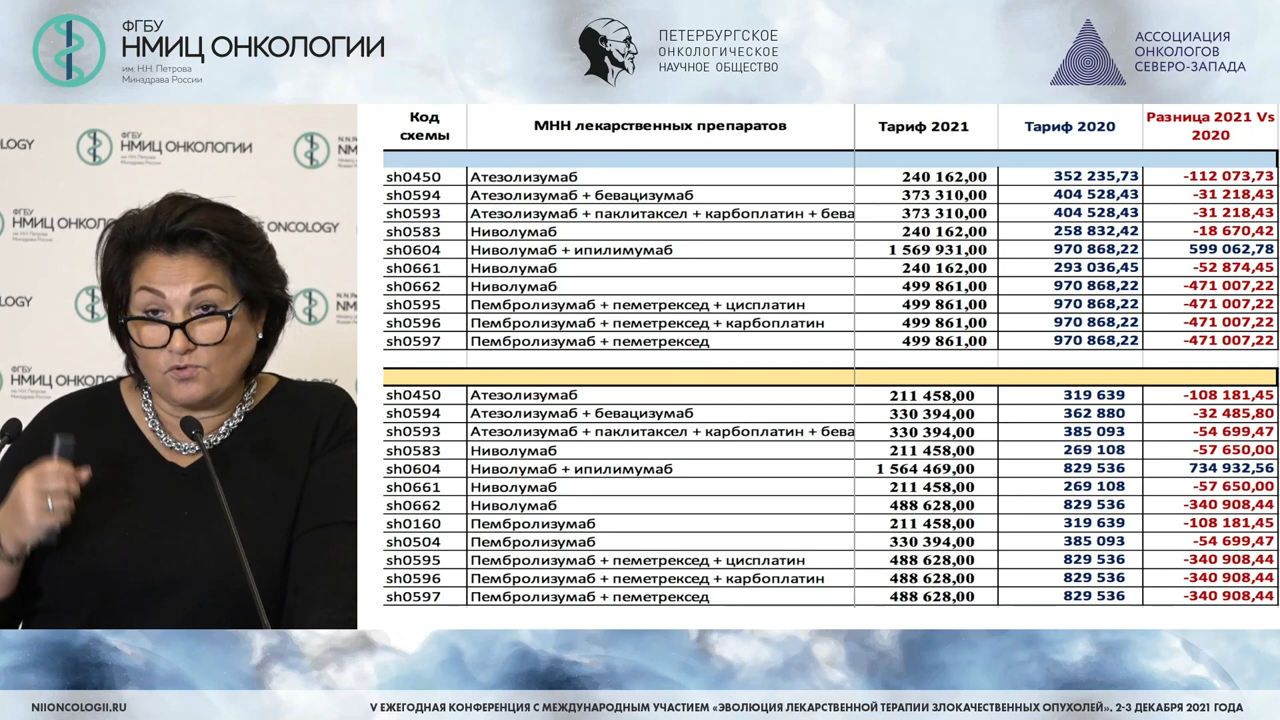 ФГБУ
НМИЦ ОНКОЛОГИИ
им. Н.Н. Петрова
Минздрава России
ПЕТЕРБУРГСКОЕ
ОНКОЛОГИЧЕСКОЕ
НАУЧНОЕ ОБЩЕСТВО
АССОЦИАЦИЯ
ОНКОЛОГОВ
СЕВЕРО-ЗАПАДА
LOGY
ФГБУ
НМИЦ ОНКОЛОГИИ
ФГБУ
НМИЦ ОНКОЛО
E ONCOLOGY
LOGY
НМИЦ ОНКОЛО
Код схемы МНН лекарственных препаратов Тариф 2021 Тариф 2020 Разница 2021 Vs 2020
sh0450 Атезолизумаб 240 162,00 352 235,73 -112 073,73
sh0594 Атезолизумаб + бевацизумаб 373 310,00 404 528,43 -31 218,43
sh0593 Атезолизумаб + паклитаксел + карбоплатин + бева 373 310,00 404 528,43 -31 218,43
sh0583 Ниволумаб 240 162,00 258 832,42 -18 670,42
sh0604 Ниволумаб + ипилимумаб 1 569 931,00 970 868,22 599 062,78
sh0661 Ниволумаб 240 162,00 293 036,45 -52 874,45
sh0662 Ниволумаб 499 861,00 970 868,22 -471 007,22
sh0595 Пембролизумаб + пеметрексед + цисплатин 499 861,00 970 868,22 -471 007,22
sh0596 Пембролизумаб + пеметрексед + карбоплатин 499 861,00 970 868,22 -471 007,22
sh0597 Пембролизумаб + пеметрексед 499 861,00 970 868,22 -471 007,22
sh0450 Атезолизумаб 211 458,00 319 639 -108 181,45
sh0594 Атезолизумаб + бевацизумаб 330 394,00 362 880 -32 485,80
sh0593 Атезолизумаб + паклитаксел + карбоплатин + бева 330 394,00 385 093 -54 699,47
sh0583 Ниволумаб 211 458,00 269 108 -57 650,00
sh0604 Ниволумаб + ипилимумаб 1 564 469,00 829 536 734 932,56
sh0661 Ниволумаб 211 458,00 269 108 -57 650,00
sh0662 Ниволумаб 488 628,00 829 536 -340 908,44
sh0160 Пембролизумаб 211 458,00 319 639 -108 181,45
sh0504 Пембролизумаб 330 394,00 385 093 -54 699,47
sh0595 Пембролизумаб + пеметрексед + цисплатин 488 628,00 829 536 -340 908,44
sh0596 Пембролизумаб + пеметрексед + карбоплатин 488 628,00 829 536 -340 908,44
sh0597 Пембролизумаб + пеметрексед 488 628,00 829 536 -340 908,44
NIIONCOLOGII.RU
V ЕЖЕГОДНАЯ КОНФЕРЕНЦИЯ С МЕЖДУНАРОДНЫМ УЧАСТИЕМ «ЭВОЛЮЦИЯ ЛЕКАРСТВЕННОЙ ТЕРАПИИ ЗЛОКАЧЕСТВЕННЫХ ОПУХОЛЕЙ». 2-3 ДЕКАБРЯ 2021 ГОДА